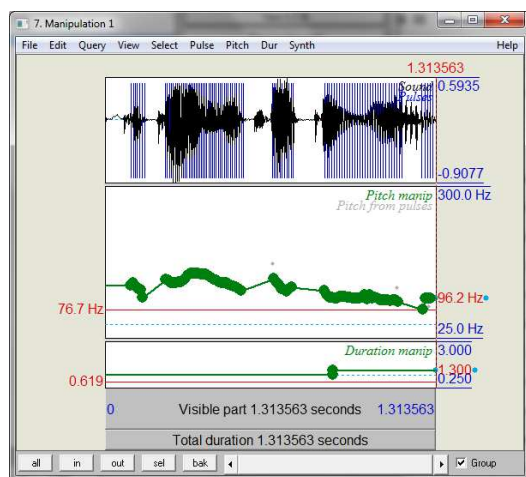 7. Manipulation 1
File Edit Query View Select Pulse Pitch Dur Synth Help
1.313563
Sound 0.5935
Pulses
-0.9077
Pitch manip 300.0 Hz
Pitch from pulses
96.2 Hz
76.7 Hz
25.0 Hz
Duration manip 3.000
1.300
0.619 0.250
0 Visible part 1.313563 seconds 1.313563
Total duration 1.313563 seconds
all in out sel bak Group